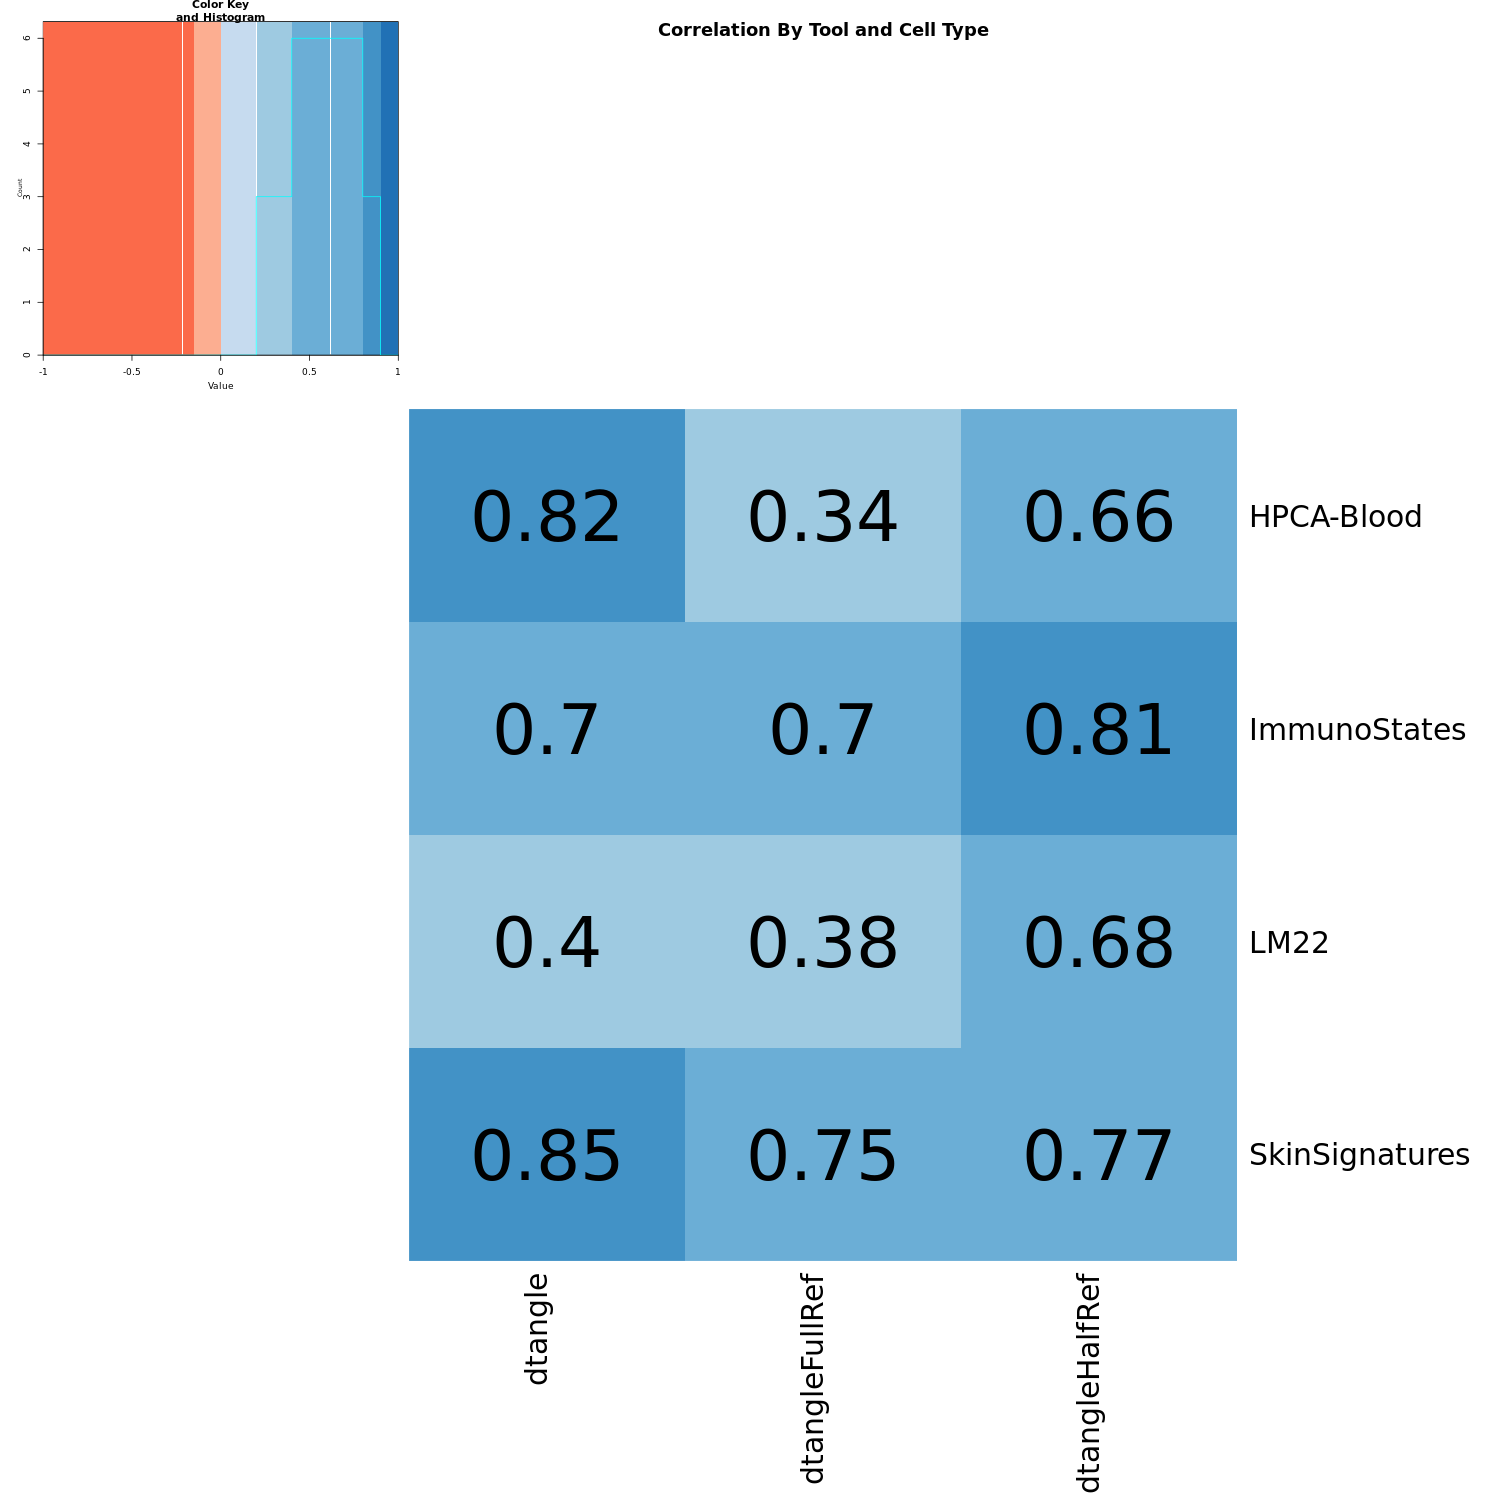 Color Key
and Histogram
Correlation By Tool and Cell Type
6
5
4
3
2
1
0
Count
-1 -0.5 0 0.5 1
Value
0.82 0.34 0.66 HPCA-Blood
0.7 0.7 0.81 ImmunoStates
0.4 0.38 0.68 LM22
0.85 0.75 0.77 SkinSignatures
dtangle
dtangleFullRef
dtangleHalfRef